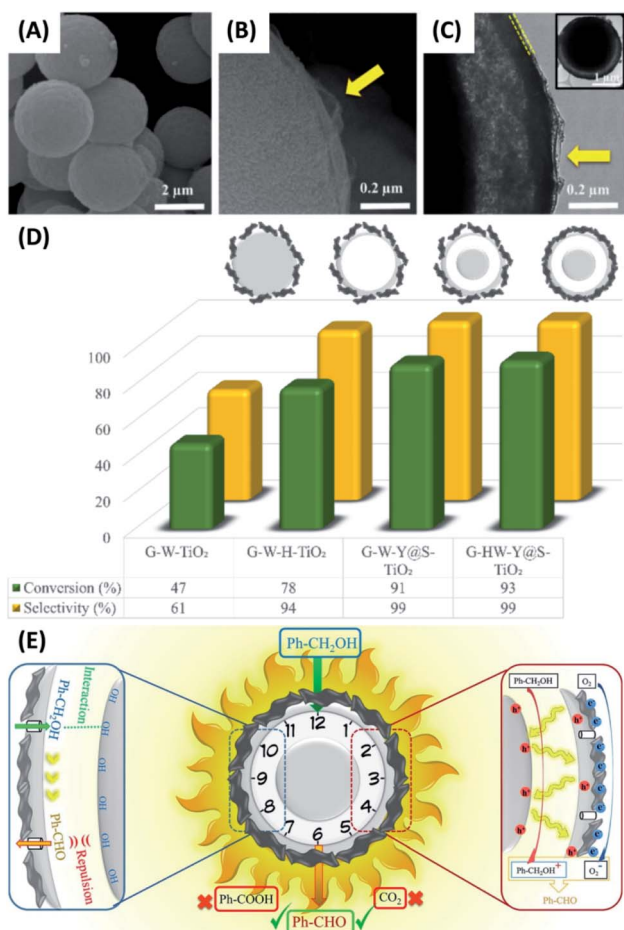 (A)
2 µm
(B)
0.2 µm
(C)
1 µm
0.2 µm
(D)
100
80
60
40
20
0
G-W-TiO₂ G-W-H-TiO₂ G-W-Y@S-TiO₂ G-HW-Y@S-TiO₂
Conversion (%) 47 78 91 93
Selectivity (%) 61 94 99 99
(E)
Ph-CH₂OH
Interaction
Ph-CH₂OH
OH
OH
OH
OH
OH
OH
Ph-CHO
Repulsion
12
1
2
3
4
5
6
7
8
9
10
11
Ph-COOH
CO₂
Ph-CHO
Ph-CH₂OH
O₂
h⁺
h⁺
h⁺
h⁺
h⁺
h⁺
h⁺
e
e
e
e
e
e
e
Ph-CH₂OH⁺
O₂⁻
Ph-CHO